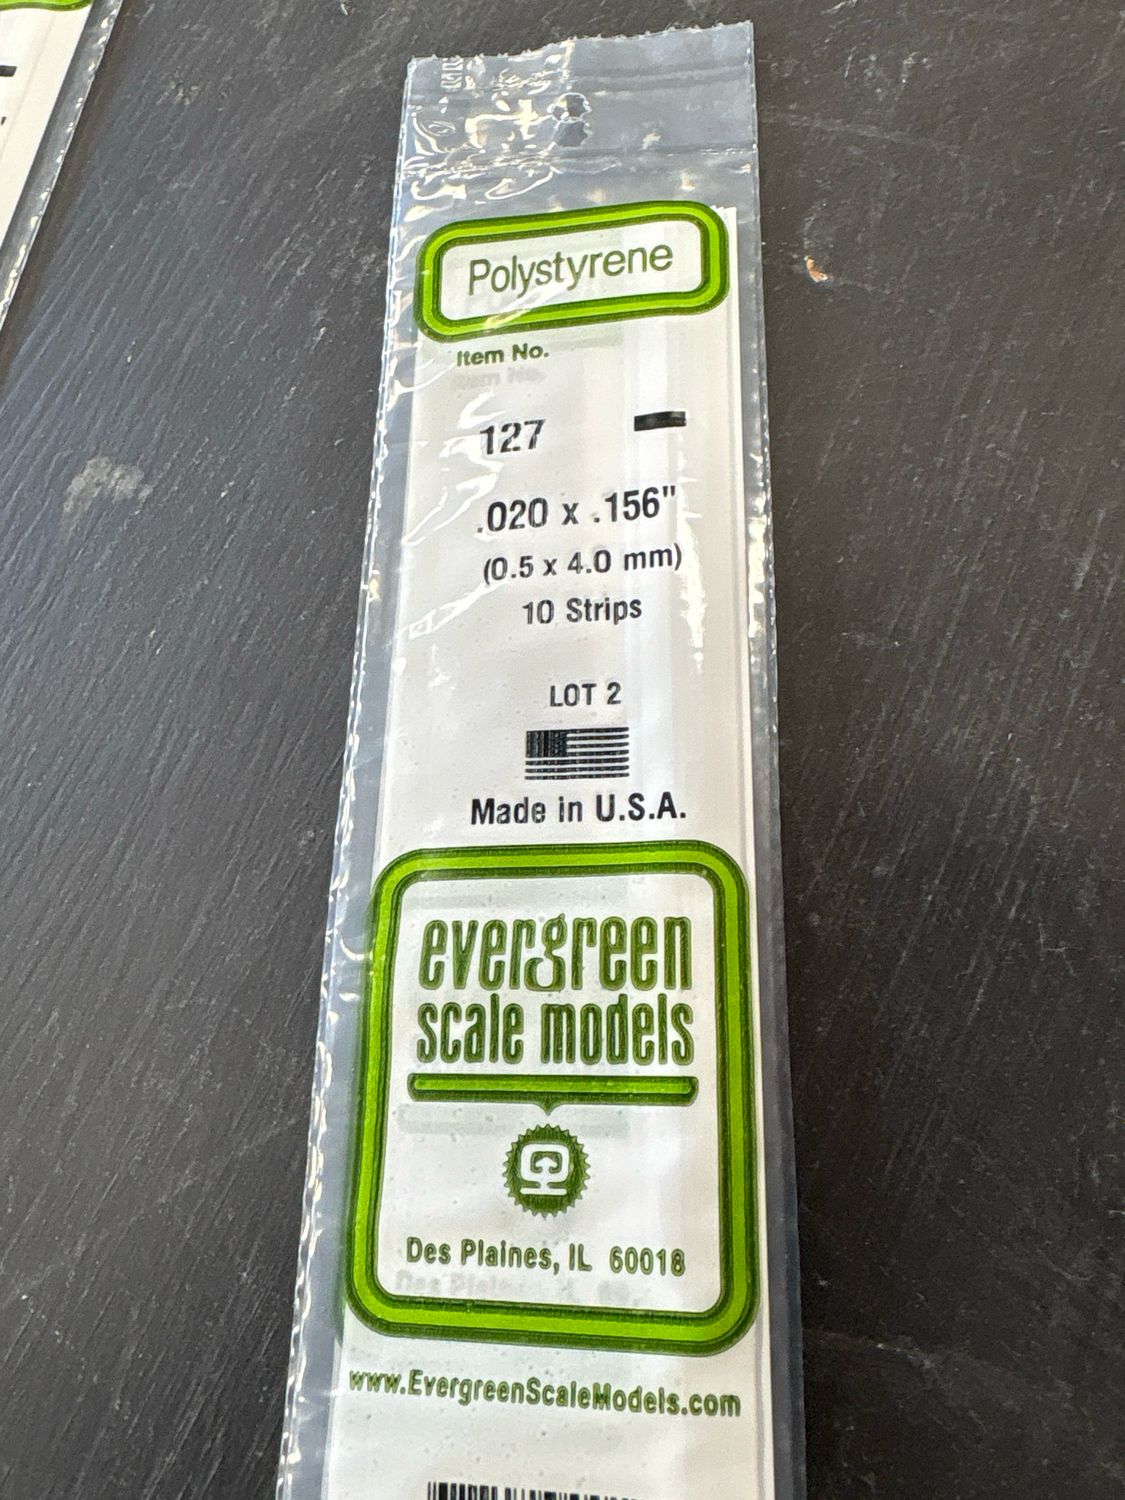 Polystyrene
Item No.
127
.020 x .156"
(0.5 x 4.0 mm)
10 Strips
LOT 2
Made in U.S.A.
evergreen
scale models
Des Plaines, IL 60018
www.EvergreenScaleModels.com